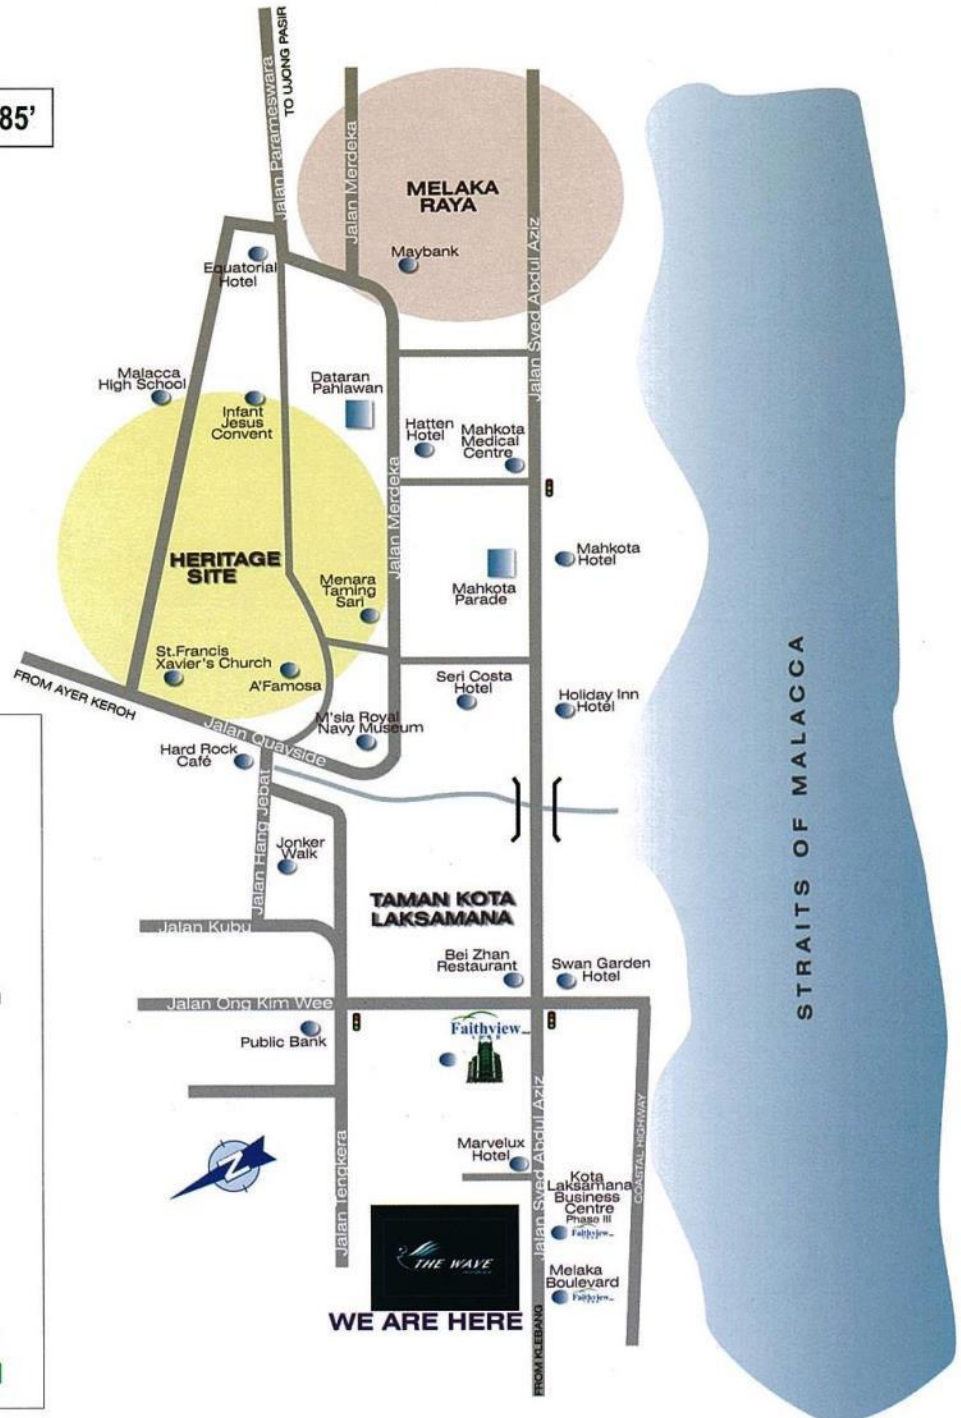 85'
Jalan Parameswara
TO UJONG PASIR
Jalan Merdeka
MELAKA
RAYA
Maybank
Jalan Syed Abdul Aziz
Equatorial
Hotel
Malacca
High School
Infant
Jesus
Convent
Dataran
Pahlawan
Hatten
Hotel
Mahkota
Medical
Centre
Jalan Merdeka
HERITAGE
SITE
Menara
Taming
Sari
Mahkota
Parade
Mahkota
Hotel
St.Francis
Xavier's Church
A'Famosa
FROM AYER KEROH
Jalan Quayside
M'sia Royal
Navy Museum
Seri Costa
Hotel
Holiday Inn
Hotel
STRAITS OF MALACCA
Hard Rock
Café
Jalan Hang Jebat
Jonker
Walk
Jalan Kubu
TAMAN KOTA
LAKSAMANA
Bei Zhan
Restaurant
Swan Garden
Hotel
Jalan Ong Kim Wee
Public Bank
Faithview
N
Jalan Tengkera
Marvelux
Hotel
Jalan Syed Abdul Aziz
COASTAL HIGHWAY
Kota
Laksamana
Business
Centre
Phase III
Faithview
THE WAVE
Melaka
Boulevard
Faithview
WE ARE HERE
FROM KLEBANG